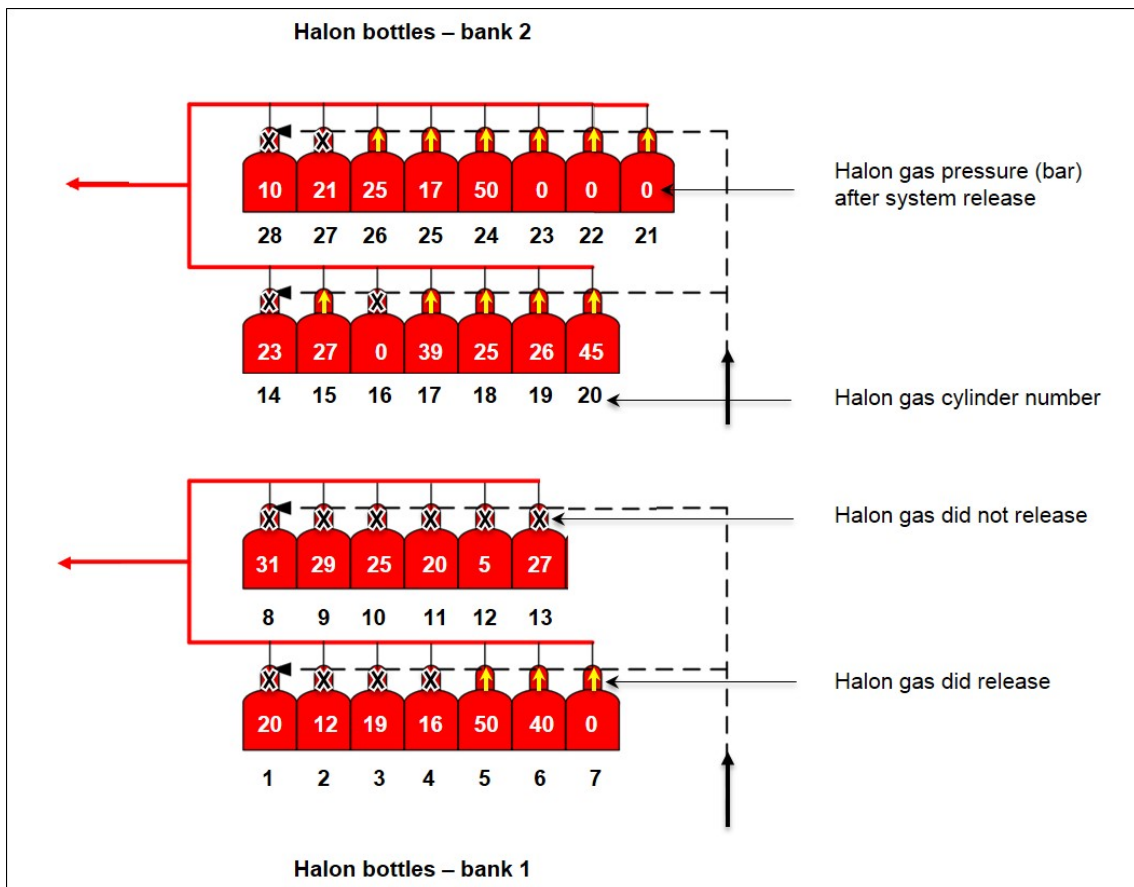 Halon bottles – bank 2
10 21 25 17 50 0 0 0
Halon gas pressure (bar)
after system release
28 27 26 25 24 23 22 21
23 27 0 39 25 26 45
14 15 16 17 18 19 20
Halon gas cylinder number
X X X X X X
Halon gas did not release
31 29 25 20 5 27
8 9 10 11 12 13
Halon gas did release
20 12 19 16 50 40 0
1 2 3 4 5 6 7
Halon bottles – bank 1